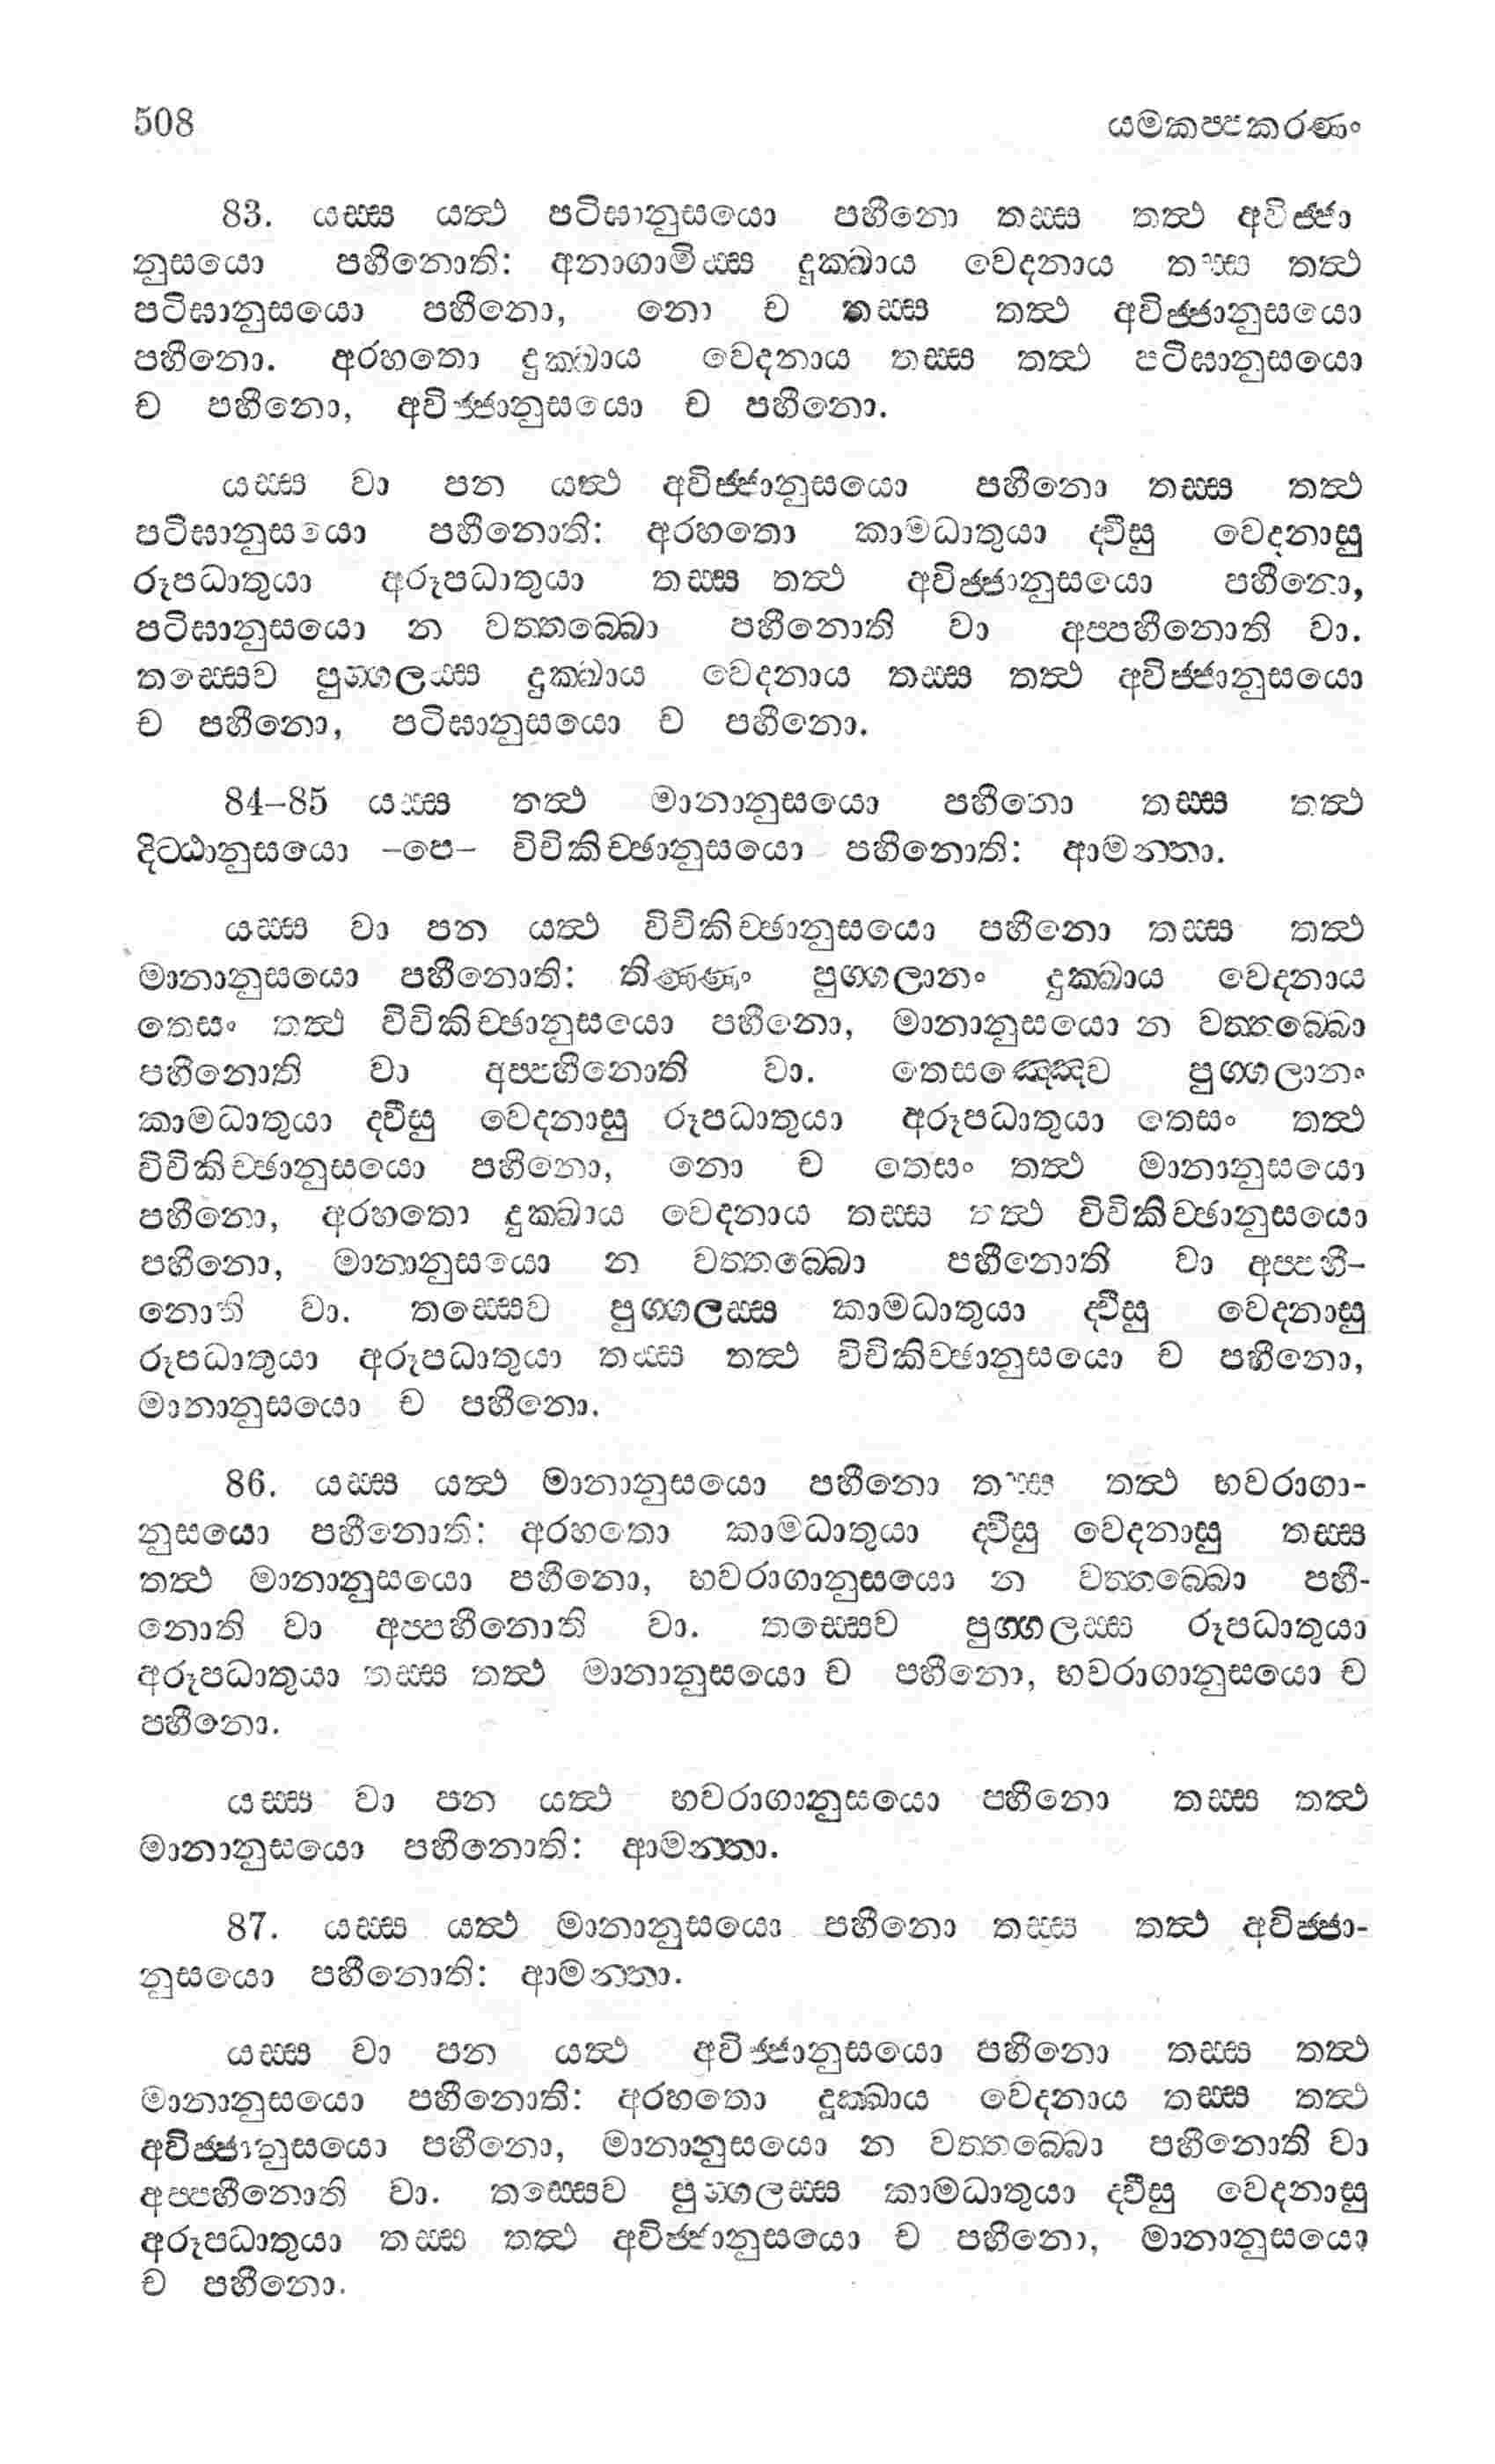 508 යමකප්පකරණං
83. යස්ස යත්ථ පටිඝානුසයො පහීනො තස්ස තත්ථ අවිජ්ජා
නුසයො පහීනොති: අනාගාමිස්ස දුක්ඛාය වෙදනාය තස්ස තත්ථ
පටිඝානුසයො පහීනො, නො ච තස්ස තත්ථ අවිජ්ජානුසයො
පහීනො. අරහතො දුක්ඛාය වෙදනාය තස්ස තත්ථ පටිඝානුසයො
ච පහීනො, අවිජ්ජානුසයො ච පහීනො.
යස්ස වා පන යත්ථ අවිජ්ජානුසයො පහීනො තස්ස තත්ථ
පටිඝානුසයො පහීනොති: අරහතො කාමධාතුයා ද්වීසු වෙදනාසු
රූපධාතුයා අරූපධාතුයා තස්ස තත්ථ අවිජ්ජානුසයො පහීනො,
පටිඝානුසයො න වත්තබ්බො පහීනොති වා අප්පහීනොති වා.
තස්සෙව පුග්ගලස්ස දුක්ඛාය වෙදනාය තස්ස තත්ථ අවිජ්ජානුසයො
ච පහීනො, පටිඝානුසයො ච පහීනො.
84–85 යස්ස තත්ථ මානානුසයො පහීනො තස්ස තත්ථ
දිට්ඨානුසයො –පෙ– විචිකිච්ඡානුසයො පහීනොති: ආමන්තා.
යස්ස වා පන යත්ථ විචිකිච්ඡානුසයො පහීනො තස්ස තත්ථ
මානානුසයො පහීනොති: තිණ්ණං පුග්ගලානං දුක්ඛාය වෙදනාය
තෙසං තත්ථ විචිකිච්ඡානුසයො පහීනො, මානානුසයො න වත්තබ්බො
පහීනොති වා අප්පහීනොති වා. තෙසඤ්ඤෙව පුග්ගලානං
කාමධාතුයා ද්වීසු වෙදනාසු රූපධාතුයා අරූපධාතුයා තෙසං තත්ථ
විචිකිච්ඡානුසයො පහීනො, නො ච තෙසං තත්ථ මානානුසයො
පහීනො, අරහතො දුක්ඛාය වෙදනාය තස්ස තත්ථ විචිකිච්ඡානුසයො
පහීනො, මානානුසයො න වත්තබ්බො පහීනොති වා අප්පහී-
නොති වා. තස්සෙව පුග්ගලස්ස කාමධාතුයා ද්වීසු වෙදනාසු
රූපධාතුයා අරූපධාතුයා තස්ස තත්ථ විචිකිච්ඡානුසයො ච පහීනො,
මානානුසයො ච පහීනො.
86. යස්ස යත්ථ මානානුසයො පහීනො තස්ස තත්ථ භවරාගා-
නුසයො පහීනොති: අරහතො කාමධාතුයා ද්වීසු වෙදනාසු තස්ස
තත්ථ මානානුසයො පහීනො, භවරාගානුසයො න වත්තබ්බො පහී-
නොති වා අප්පහීනොති වා. තස්සෙව පුග්ගලස්ස රූපධාතුයා
අරූපධාතුයා තස්ස තත්ථ මානානුසයො ච පහීනො, භවරාගානුසයො ච
පහීනො.
යස්ස වා පන යත්ථ භවරාගානුසයො පහීනො තස්ස තත්ථ
මානානුසයො පහීනොති: ආමන්තා.
87. යස්ස යත්ථ මානානුසයො පහීනො තස්ස තත්ථ අවිජ්ජා-
නුසයො පහීනොති: ආමන්තා.
යස්ස වා පන යත්ථ අවිජ්ජානුසයො පහීනො තස්ස තත්ථ
මානානුසයො පහීනොති: අරහතො දූක්ඛාය වෙදනාය තස්ස තත්ථ
අවිජ්ජානුසයො පහීනො, මානානුසයො න වත්තබ්බො පහීනොති වා
අප්පහීනොති වා. තස්සෙව පුග්ගලස්ස කාමධාතුයා ද්වීසු වෙදනාසු
අරූපධාතුයා තස්ස තත්ථ අවිජ්ජානුසයො ච පහීනො, මානානුසයො
ච පහීනො.